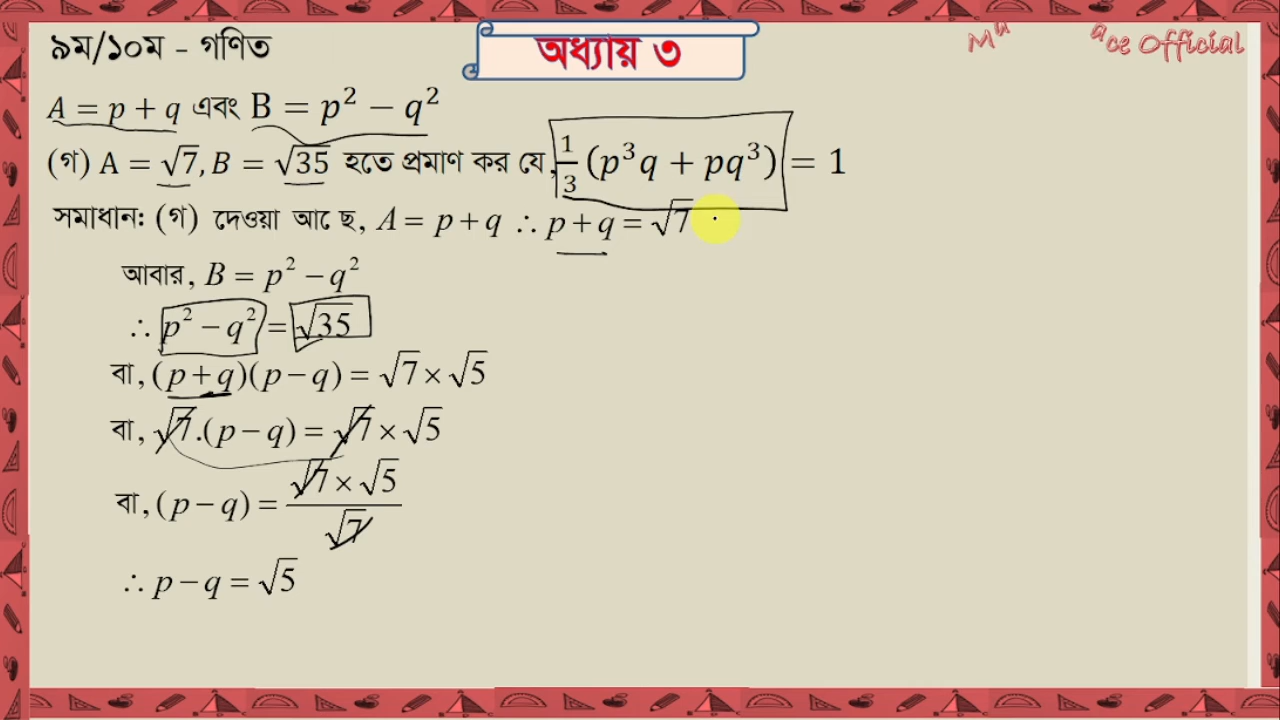 ৯ম/১০ম - গণিত
অধ্যায় ৩
ce Official
A = p + q এবং B = p² − q²
(গ) A = √7, B = √35 হতে প্রমাণ কর যে, 1/3 (p³q + pq³) = 1
সমাধানঃ (গ) দেওয়া আছে, A = p + q ∴ p + q = √7
আবার, B = p² − q²
∴ p² − q² = √35
বা, (p + q)(p − q) = √7 × √5
বা, √7.(p − q) = √7 × √5
বা, (p − q) = (√7 × √5)/√7
∴ p − q = √5